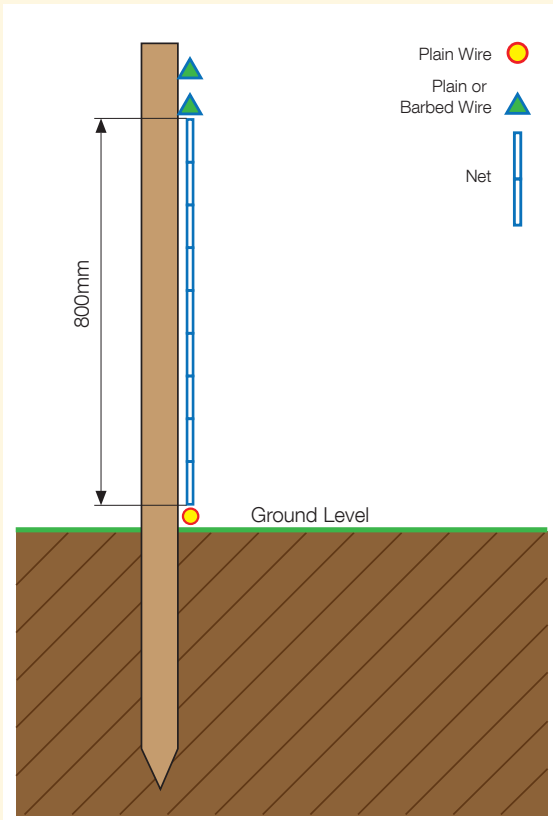 Plain Wire
Plain or
Barbed Wire
Net
800mm
Ground Level